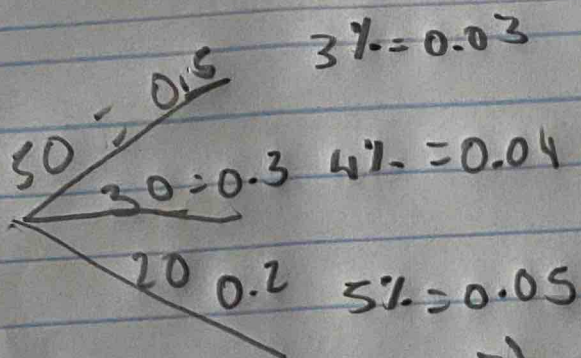 50 = 0.5 3% = 0.03
30 = 0.3 4% = 0.04
20 0.2 5% = 0.05